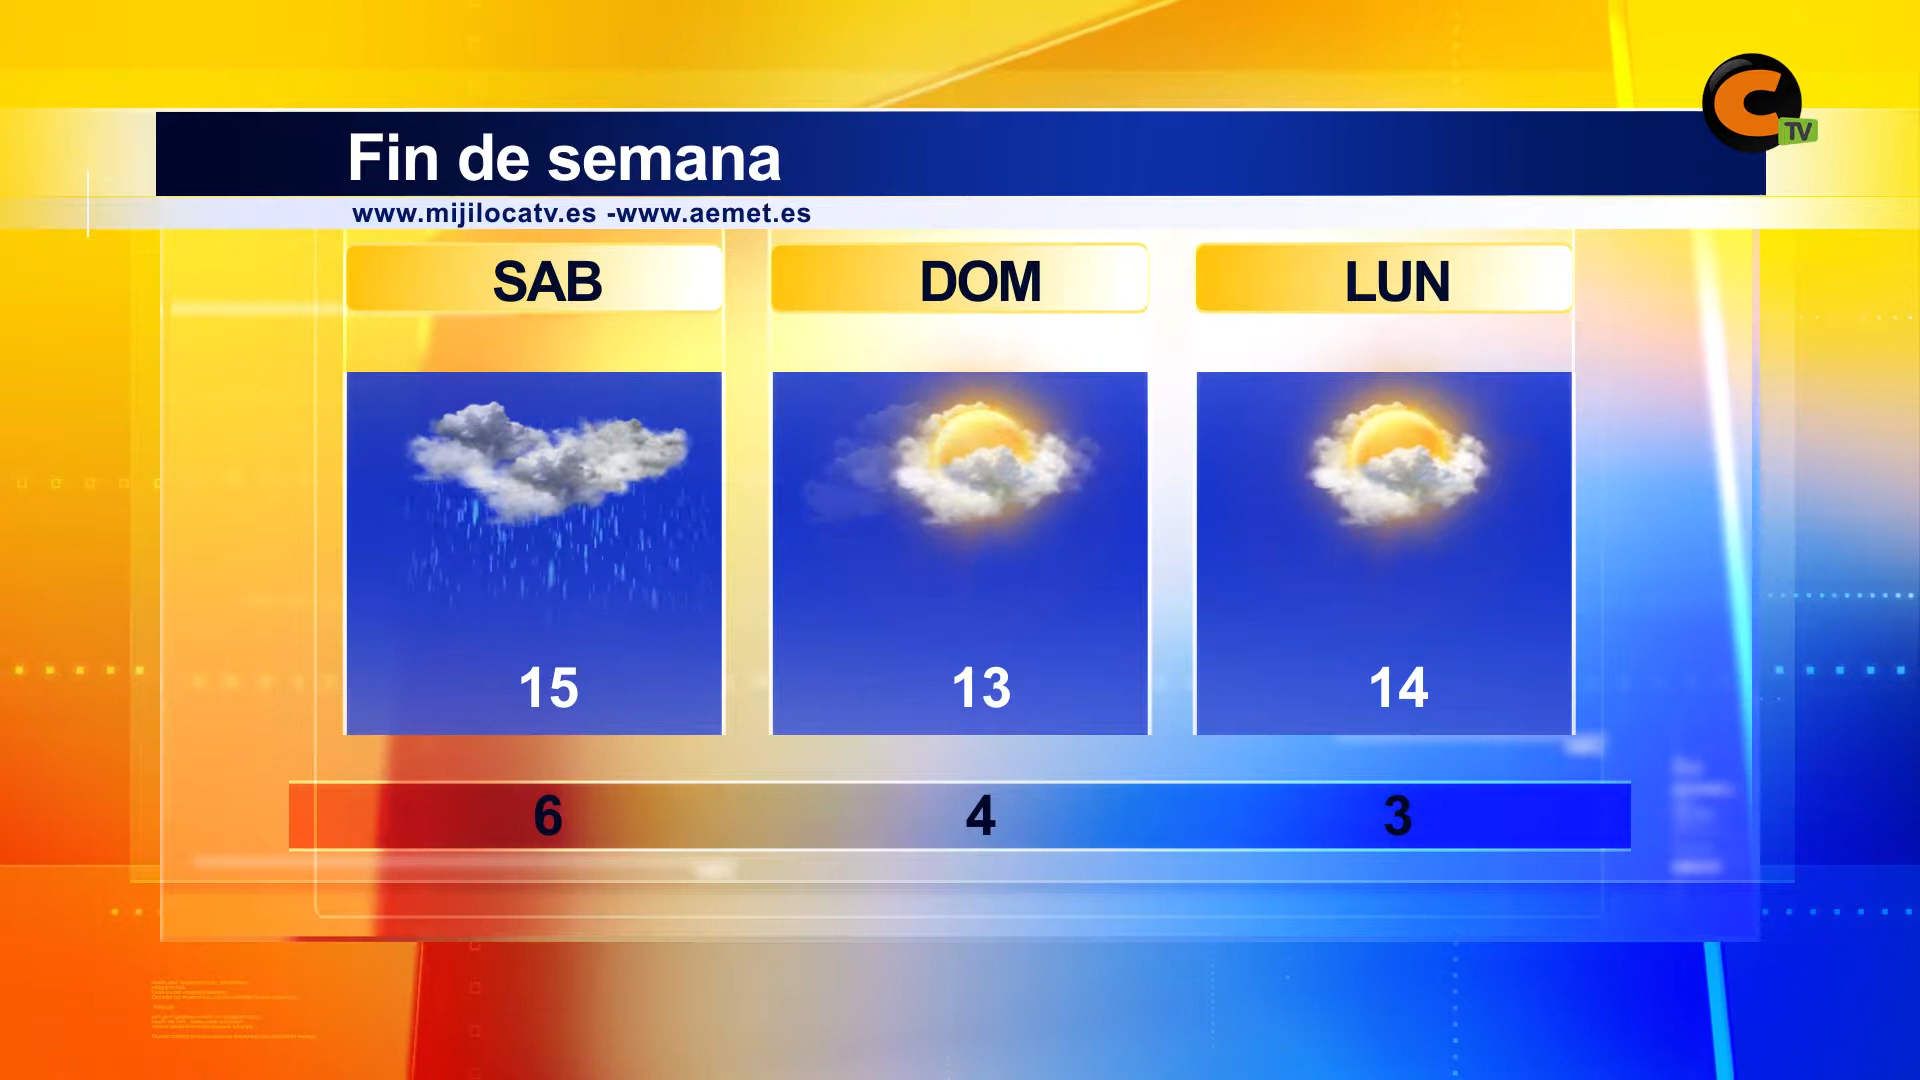 C
TV
Fin de semana
www.mijilocatv.es -www.aemet.es
SAB DOM LUN
15 13 14
6 4 3